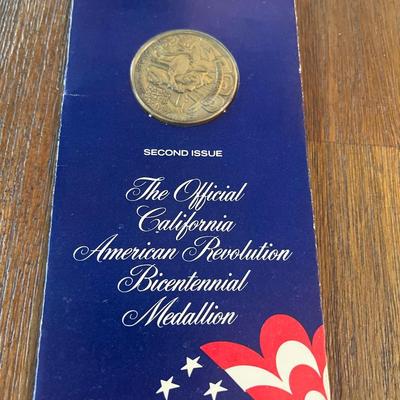 SECOND ISSUE
The Official
California
American Revolution
Bicentennial
Medallion